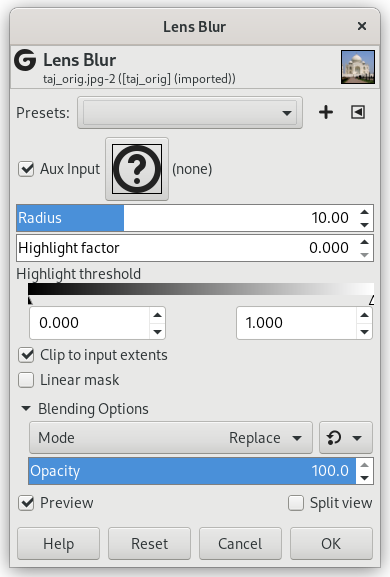 Lens Blur
Lens Blur
taj_orig.jpg-2 ([taj_orig] (imported))
Presets:
Aux Input (none)
Radius 10.00
Highlight factor 0.000
Highlight threshold
0.000 1.000
Clip to input extents
Linear mask
Blending Options
Mode Replace
Opacity 100.0
Preview Split view
Help Reset Cancel OK